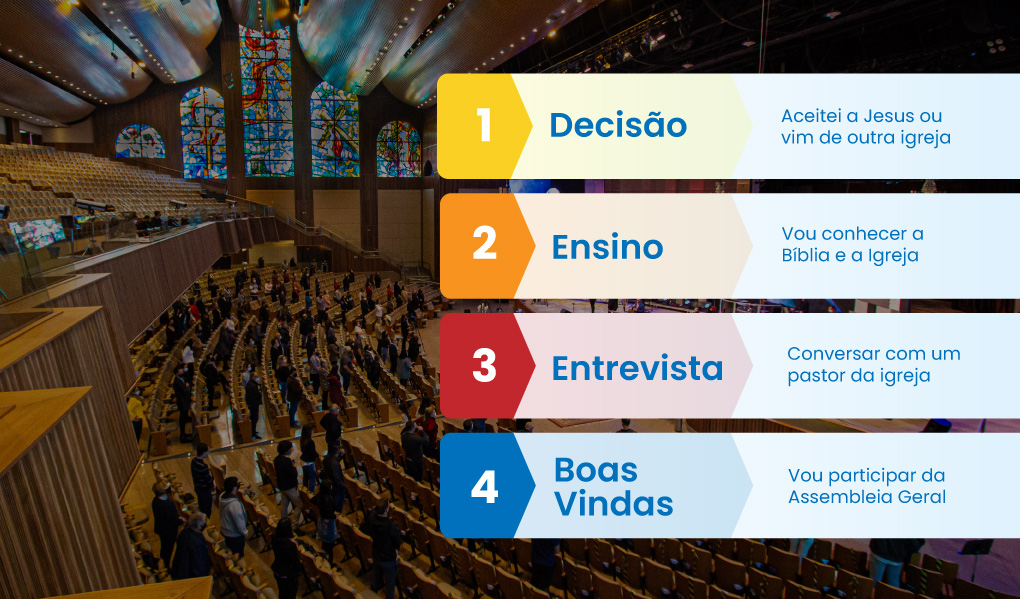 1
Decisão
Aceitei a Jesus ou
vim de outra igreja
2
Ensino
Vou conhecer a
Bíblia e a Igreja
3
Entrevista
Conversar com um
pastor da igreja
4
Boas
Vindas
Vou participar da
Assembleia Geral